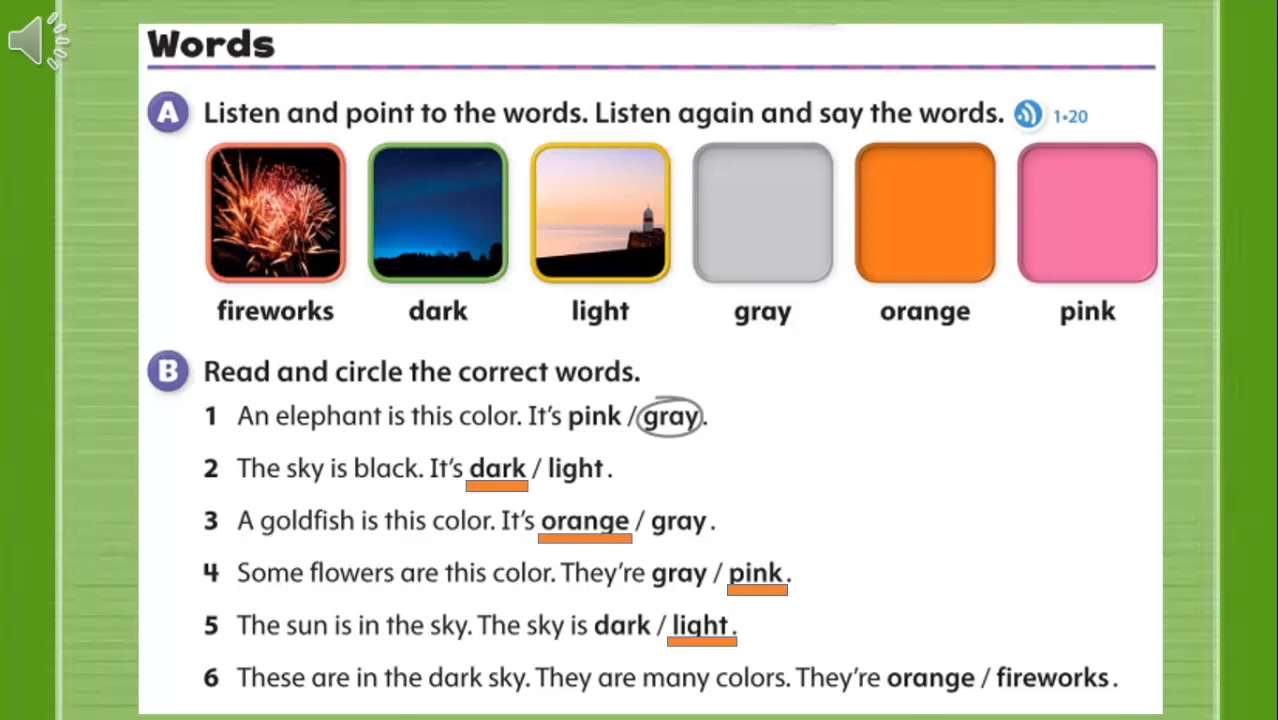 Words
A Listen and point to the words. Listen again and say the words. 1•20
fireworks dark light gray orange pink
B Read and circle the correct words.
1 An elephant is this color. It's pink / gray.
2 The sky is black. It's dark / light.
3 A goldfish is this color. It's orange / gray.
4 Some flowers are this color. They're gray / pink.
5 The sun is in the sky. The sky is dark / light.
6 These are in the dark sky. They are many colors. They're orange / fireworks.